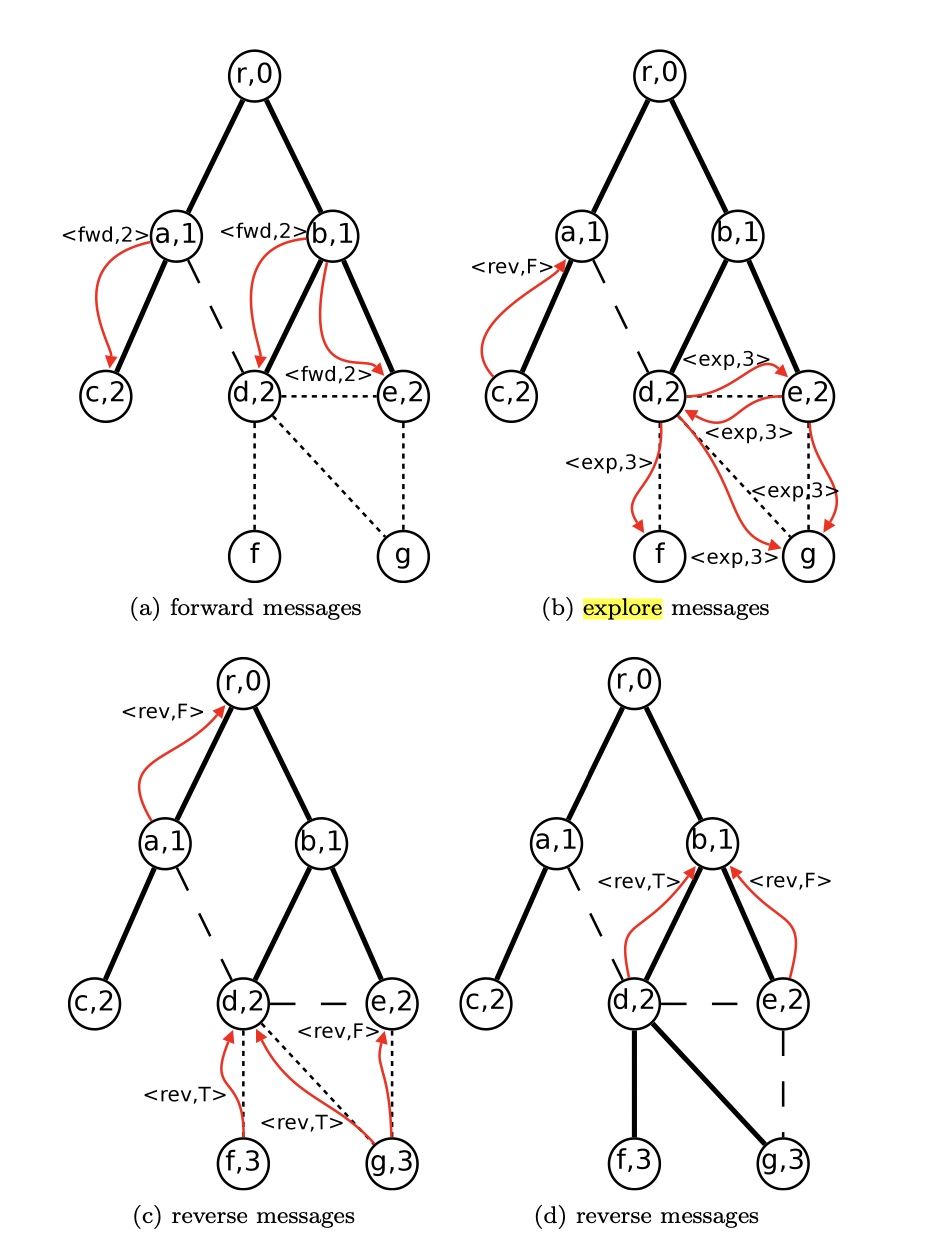 r,0
r,0
<fwd,2> a,1 <fwd,2> b,1
a,1 b,1
<rev,F>
<exp,3>
<fwd,2>
c,2 d,2 e,2
c,2 d,2 e,2
<exp,3>
<exp,3>
<exp,3>
f g
f <exp,3> g
(a) forward messages
(b) explore messages
r,0
r,0
<rev,F>
a,1 b,1
a,1 b,1
<rev,T> <rev,F>
c,2 d,2 e,2
c,2 d,2 e,2
<rev,F>
<rev,T>
<rev,T>
f,3 g,3
f,3 g,3
(c) reverse messages
(d) reverse messages